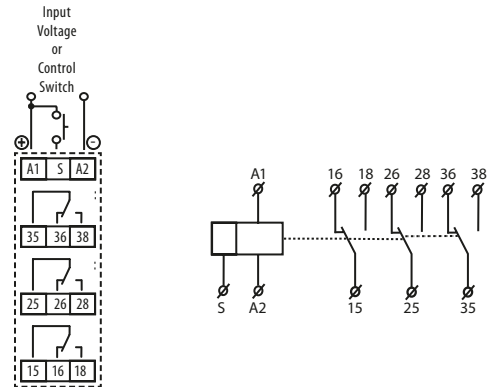 Input
Voltage
or
Control
Switch
+ -
A1 S A2
35 36 38
25 26 28
15 16 18
A1 16 18 26 28 36 38
S A2 15 25 35